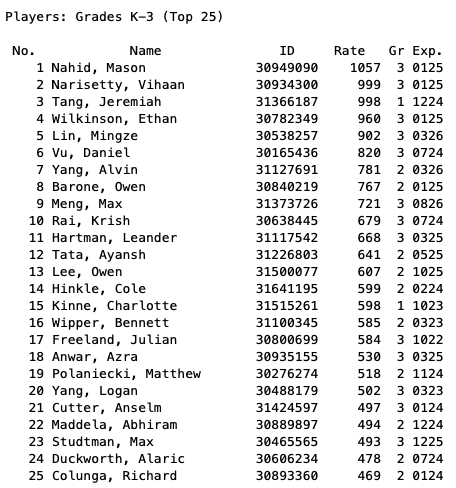 Players: Grades K-3 (Top 25)
No. Name ID Rate Gr Exp.
1 Nahid, Mason 30949090 1057 3 0125
2 Narisetty, Vihaan 30934300 999 3 0125
3 Tang, Jeremiah 31366187 998 1 1224
4 Wilkinson, Ethan 30782349 960 3 0125
5 Lin, Mingze 30538257 902 3 0326
6 Vu, Daniel 30165436 820 3 0724
7 Yang, Alvin 31127691 781 2 0326
8 Barone, Owen 30840219 767 2 0125
9 Meng, Max 31373726 721 3 0826
10 Rai, Krish 30638445 679 3 0724
11 Hartman, Leander 31117542 668 3 0325
12 Tata, Ayansh 31226803 641 2 0525
13 Lee, Owen 31500077 607 2 1025
14 Hinkle, Cole 31641195 599 2 0224
15 Kinne, Charlotte 31515261 598 1 1023
16 Wipper, Bennett 31100345 585 2 0323
17 Freeland, Julian 30800699 584 3 1022
18 Anwar, Azra 30935155 530 3 0325
19 Polaniecki, Matthew 30276274 518 2 1124
20 Yang, Logan 30488179 502 3 0323
21 Cutter, Anselm 31424597 497 3 0124
22 Maddela, Abhiram 30889897 494 2 1224
23 Studtman, Max 30465565 493 3 1225
24 Duckworth, Alaric 30606234 478 2 0724
25 Colunga, Richard 30893360 469 2 0124